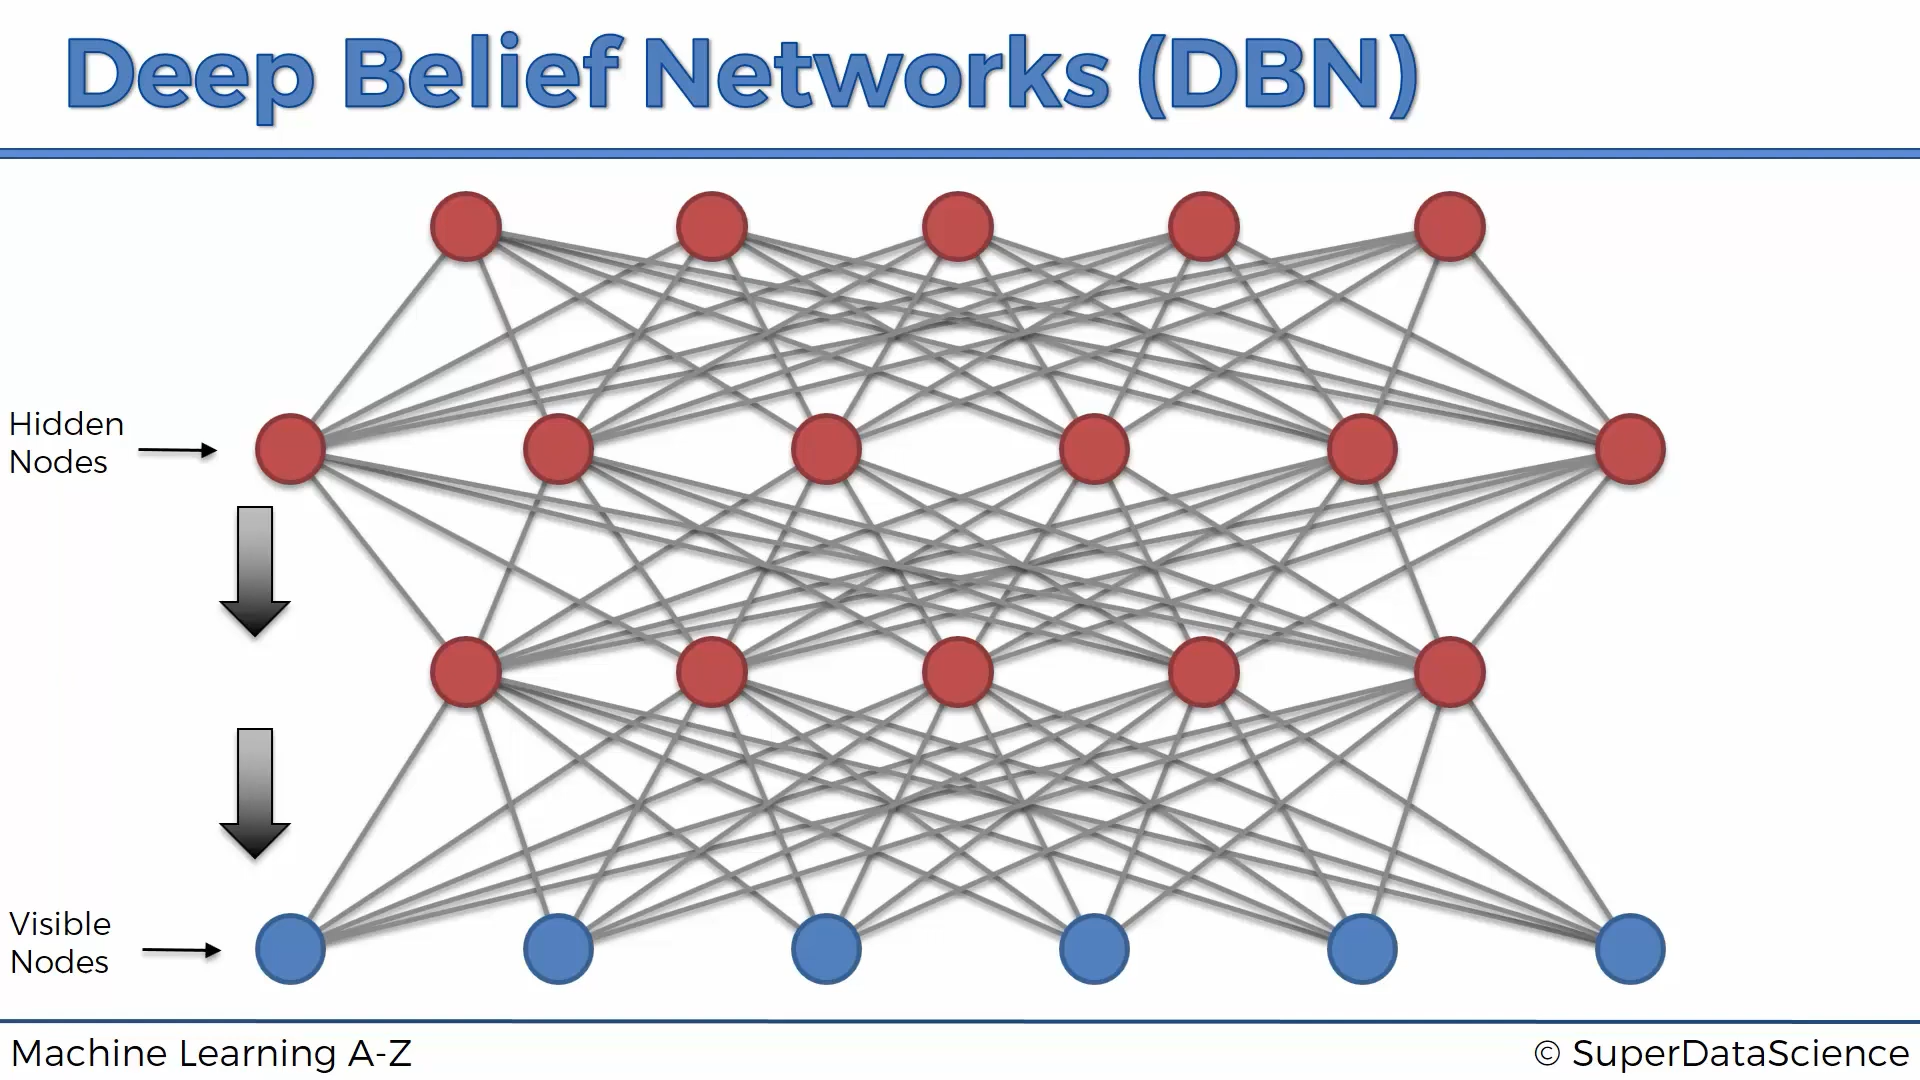 Deep Belief Networks (DBN)
Hidden
Nodes
Visible
Nodes
Machine Learning A-Z
© SuperDataScience